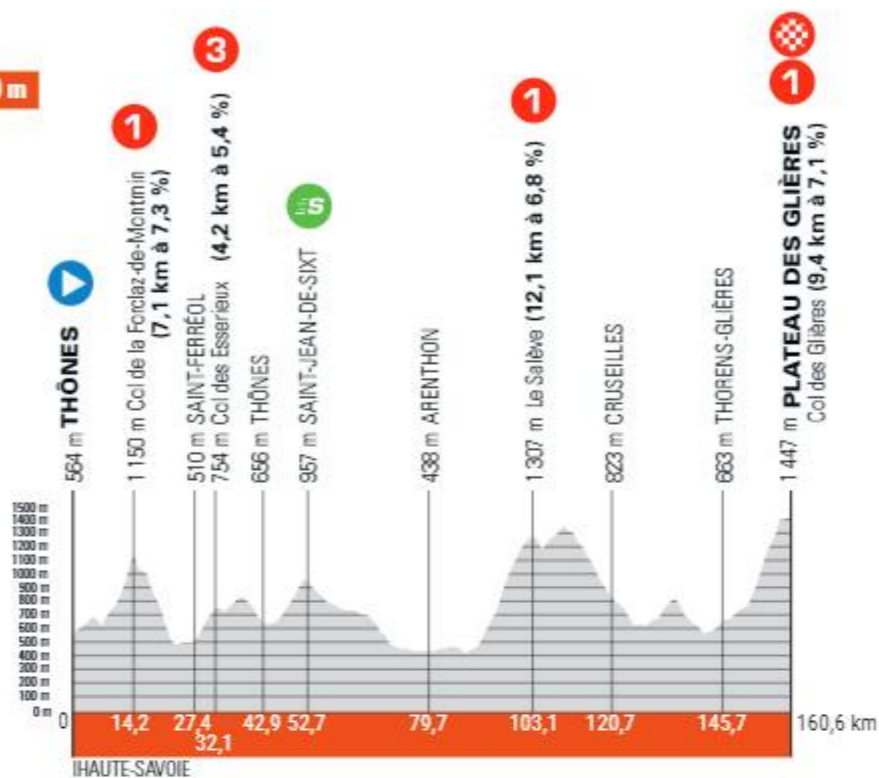 m
1
3
S
1
1
564 m THÔNES
1 150 m Col de la Forclaz-de-Montmin
(7,1 km à 7,3 %)
510 m SAINT-FERRÉOL
754 m Col des Esserieux (4,2 km à 5,4 %)
656 m THÔNES
957 m SAINT-JEAN-DE-SIXT
438 m ARENTHON
1 307 m Le Salève (12,1 km à 6,8 %)
823 m CRUSEILLES
663 m THORENS-GLIÈRES
1 447 m PLATEAU DES GLIÈRES
Col des Glières (9,4 km à 7,1 %)
1500 m
1400 m
1300 m
1200 m
1100 m
1000 m
900 m
800 m
700 m
600 m
500 m
400 m
300 m
200 m
100 m
0 m
0 14,2 27,4 32,1 42,9 52,7 79,7 103,1 120,7 145,7 160,6 km
HAUTE-SAVOIE